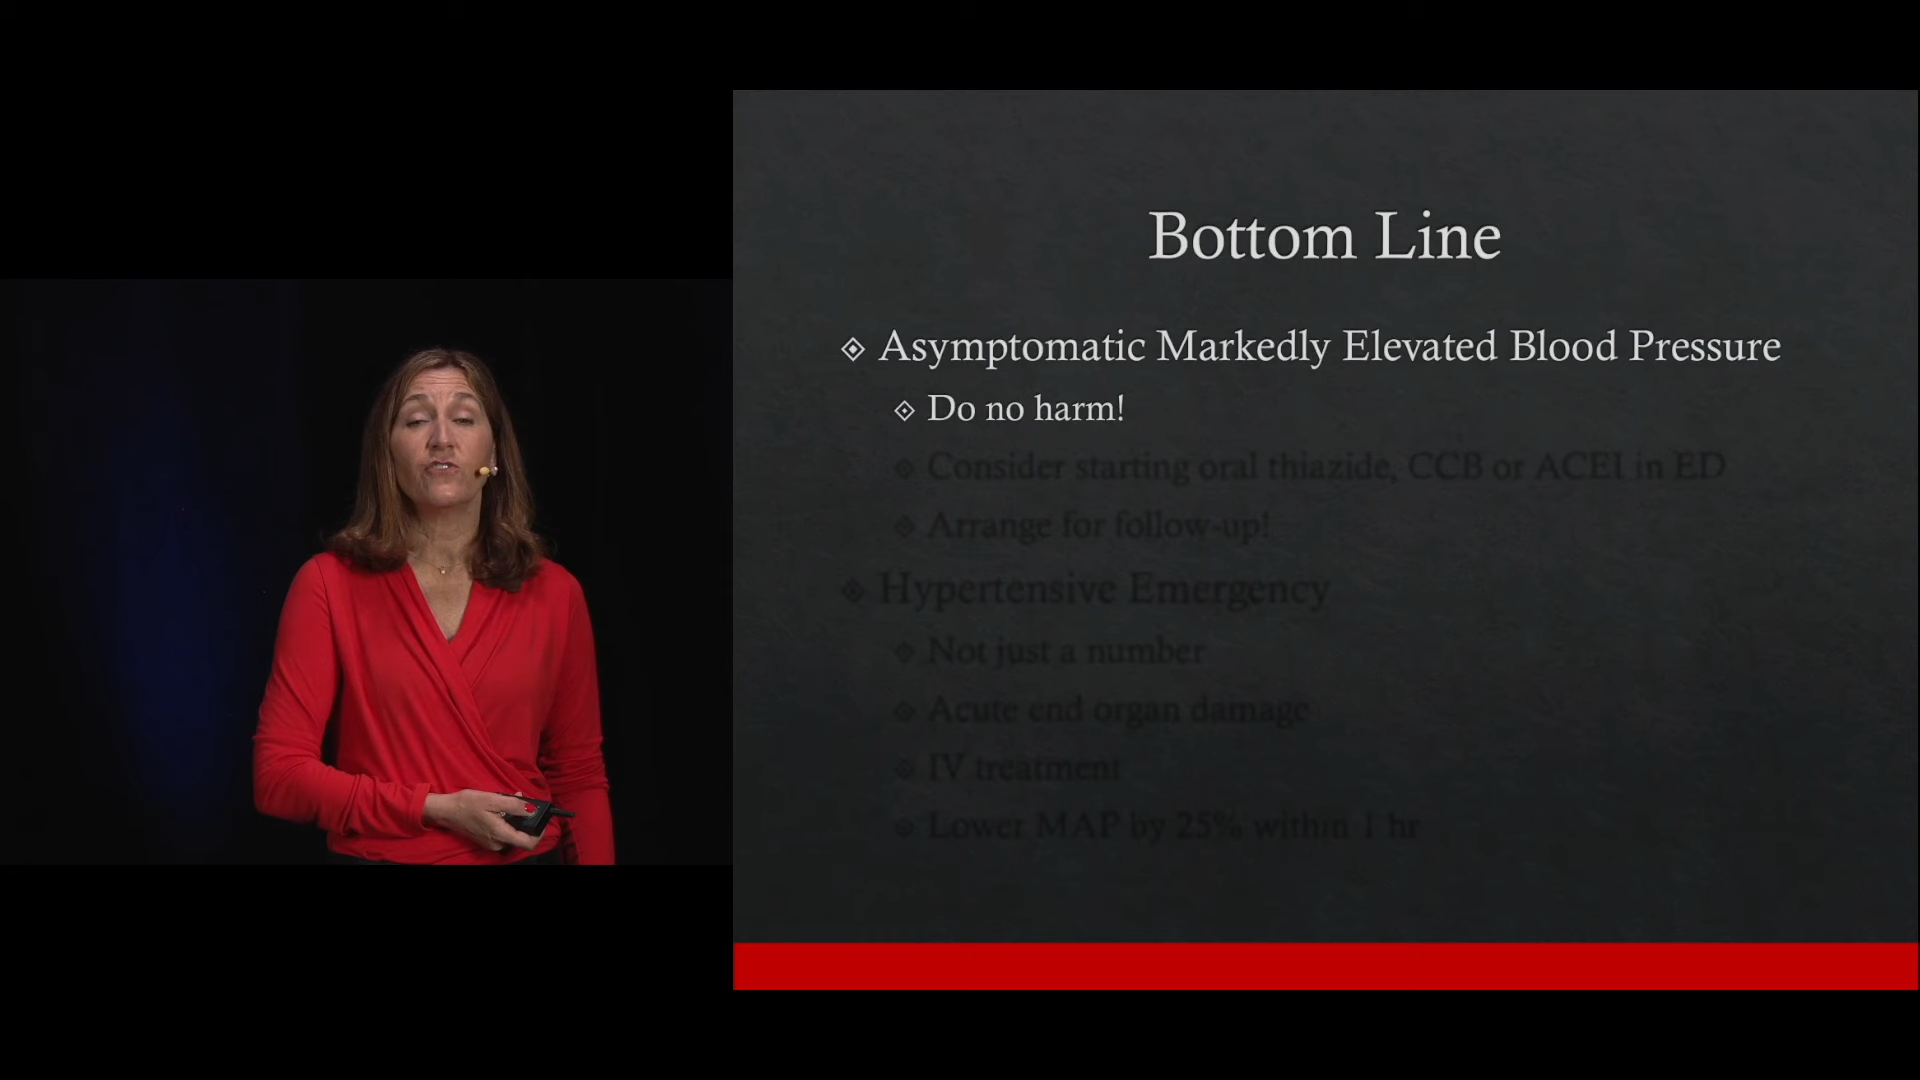 Bottom Line
Asymptomatic Markedly Elevated Blood Pressure
Do no harm!
Consider starting oral thiazide, CCB or ACEI in ED
Arrange for follow-up!
Hypertensive Emergency
Not just a number
Acute end organ damage
IV treatment
Lower MAP by 25% within 1 hr